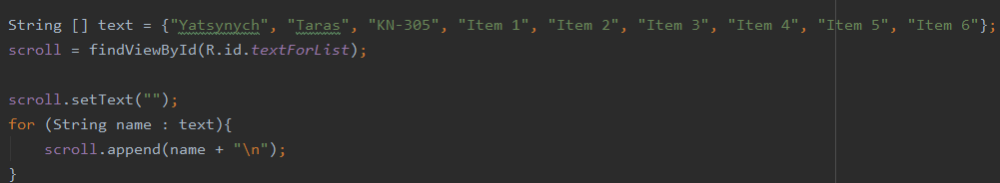 String [] text = {"Yatsynych", "Taras", "KN-305", "Item 1", "Item 2", "Item 3", "Item 4", "Item 5", "Item 6"};
scroll = findViewById(R.id.textForList);
scroll.setText("");
for (String name : text){
scroll.append(name + "\n");
}